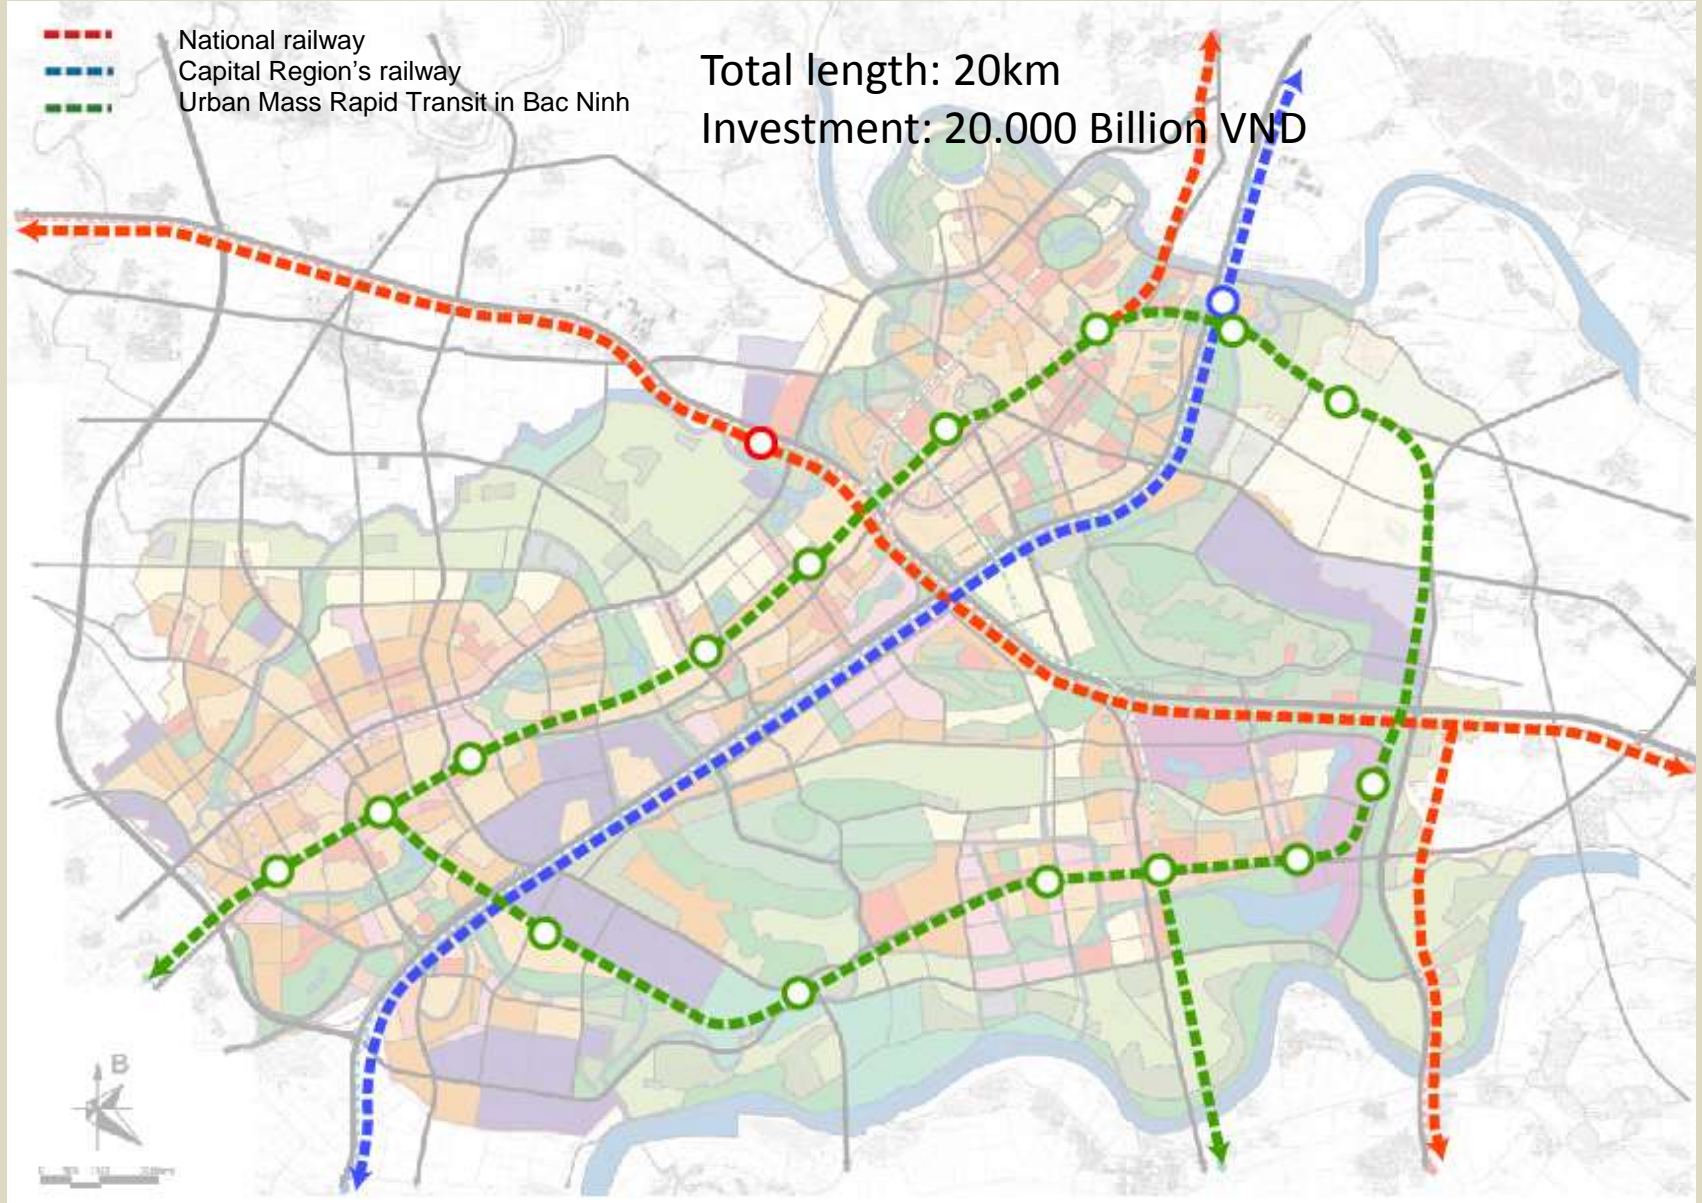 National railway
Capital Region's railway
Urban Mass Rapid Transit in Bac Ninh
Total length: 20km
Investment: 20.000 Billion VND
B